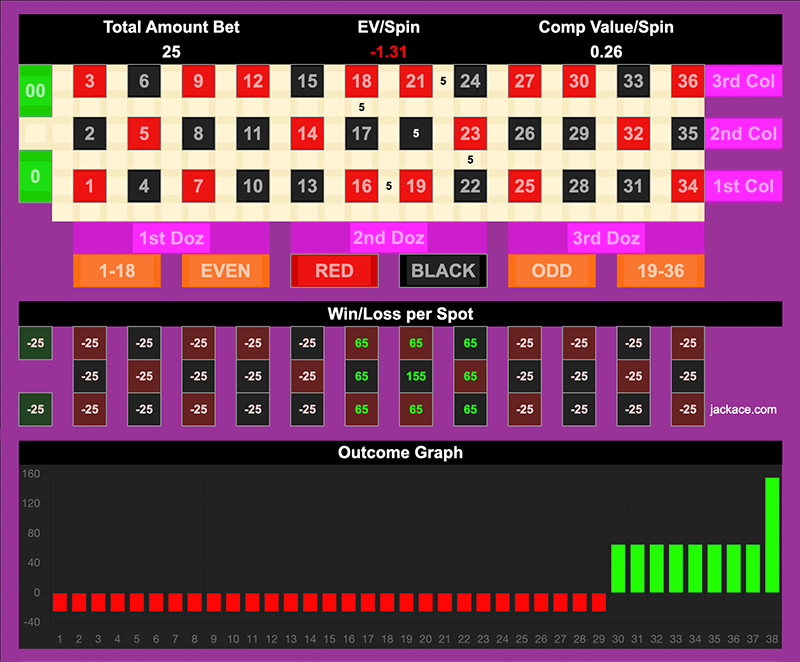 Total Amount Bet EV/Spin Comp Value/Spin
25 -1.31 0.26
00 3 6 9 12 15 18 21 5 24 27 30 33 36 3rd Col
5
2 5 8 11 14 17 5 23 26 29 32 35 2nd Col
5
0 1 4 7 10 13 16 5 19 22 25 28 31 34 1st Col
1st Doz 2nd Doz 3rd Doz
1-18 EVEN RED BLACK ODD 19-36
Win/Loss per Spot
-25 -25 -25 -25 -25 -25 65 65 65 -25 -25 -25 -25
-25 -25 -25 -25 -25 65 155 65 -25 -25 -25 -25
-25 -25 -25 -25 -25 -25 65 65 65 -25 -25 -25 -25 jackace.com
Outcome Graph
160
120
80
40
0
-40
1 2 3 4 5 6 7 8 9 10 11 12 13 14 15 16 17 18 19 20 21 22 23 24 25 26 27 28 29 30 31 32 33 34 35 36 37 38